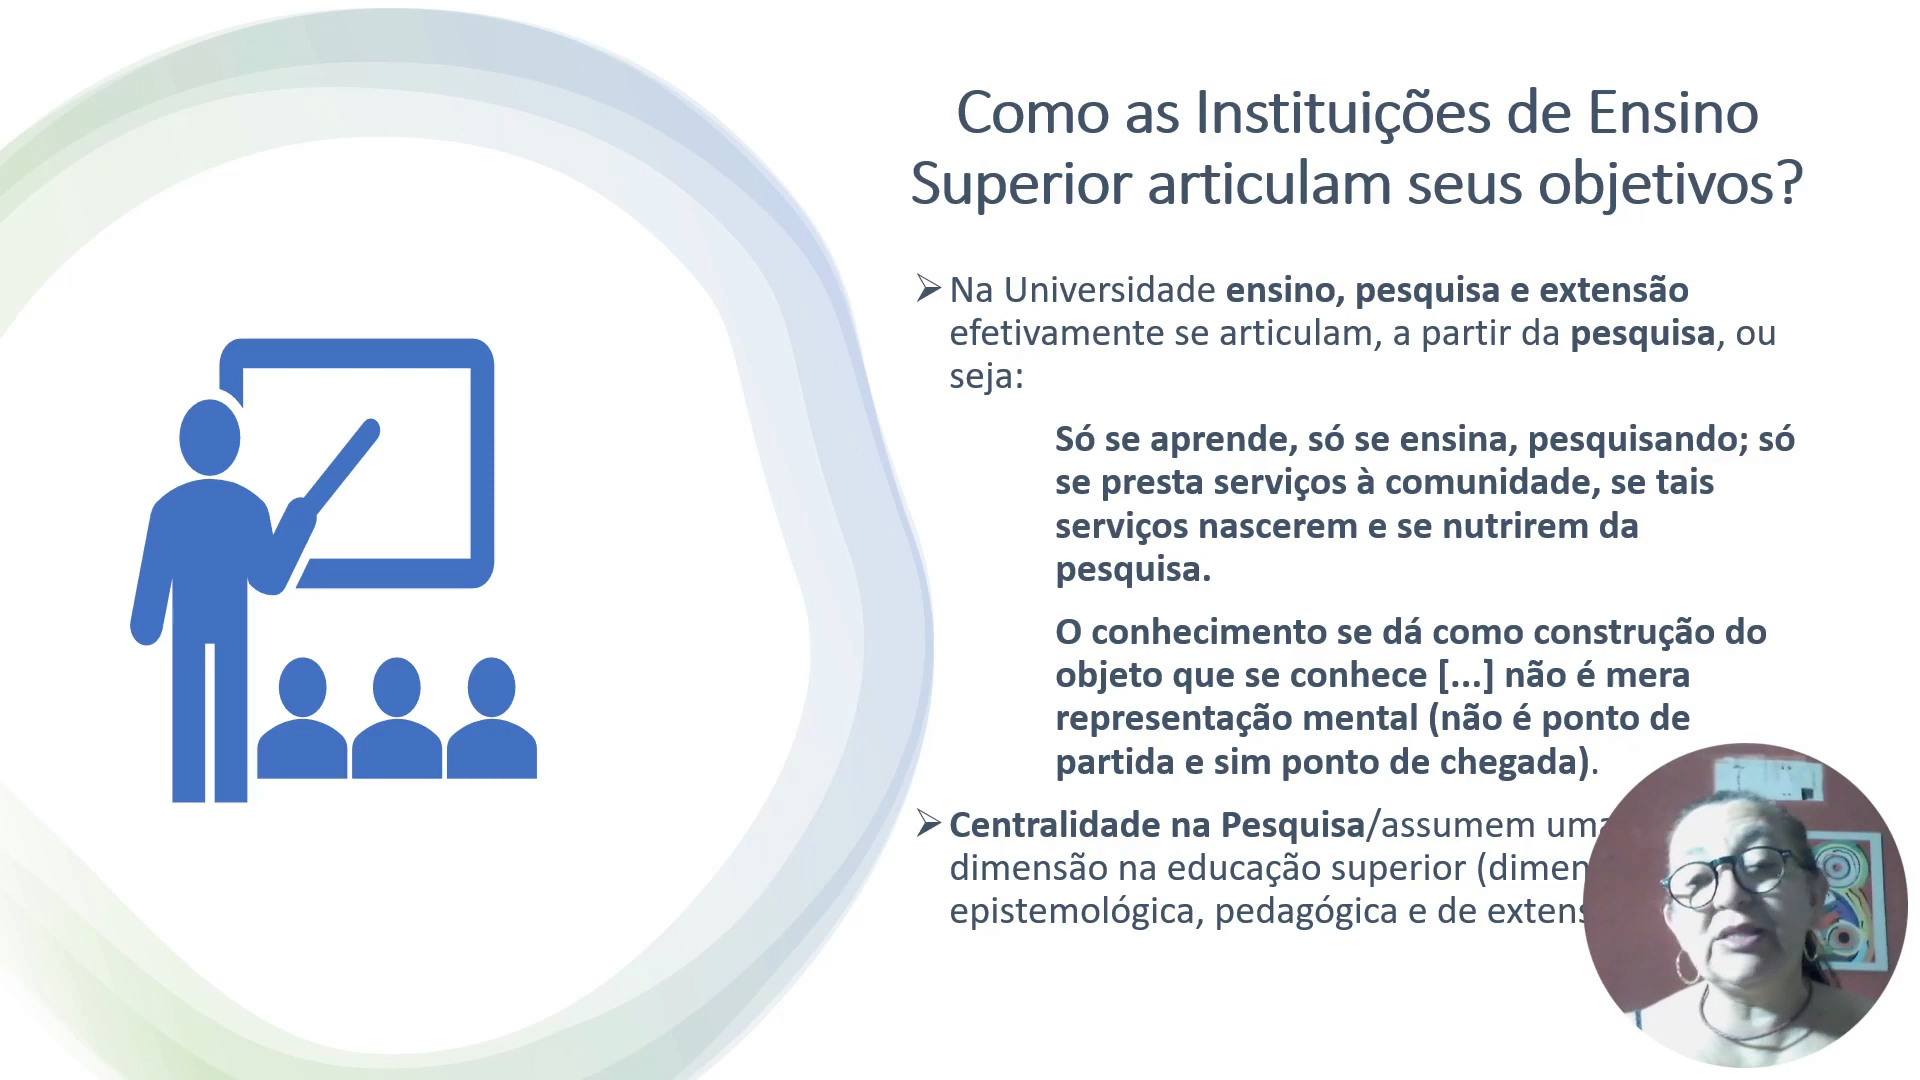 Como as Instituições de Ensino
Superior articulam seus objetivos?
Na Universidade ensino, pesquisa e extensão
efetivamente se articulam, a partir da pesquisa, ou
seja:
Só se aprende, só se ensina, pesquisando; só
se presta serviços à comunidade, se tais
serviços nascerem e se nutrirem da
pesquisa.
O conhecimento se dá como construção do
objeto que se conhece [...] não é mera
representação mental (não é ponto de
partida e sim ponto de chegada).
Centralidade na Pesquisa/assumem uma
dimensão na educação superior (dimen
epistemológica, pedagógica e de extens